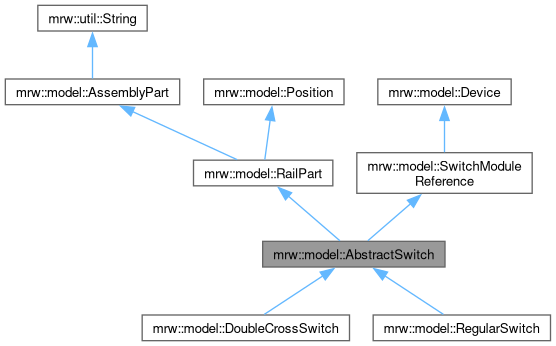 mrw::util::String
mrw::model::AssemblyPart
mrw::model::Position
mrw::model::Device
mrw::model::RailPart
mrw::model::SwitchModule
Reference
mrw::model::AbstractSwitch
mrw::model::DoubleCrossSwitch
mrw::model::RegularSwitch